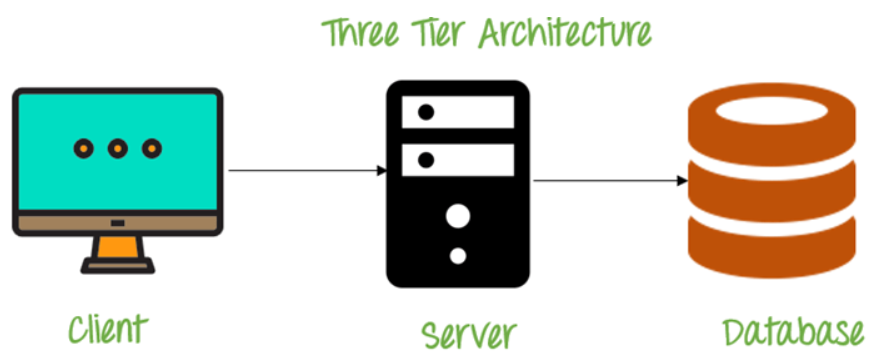 Three Tier Architecture
Client
Server
Database